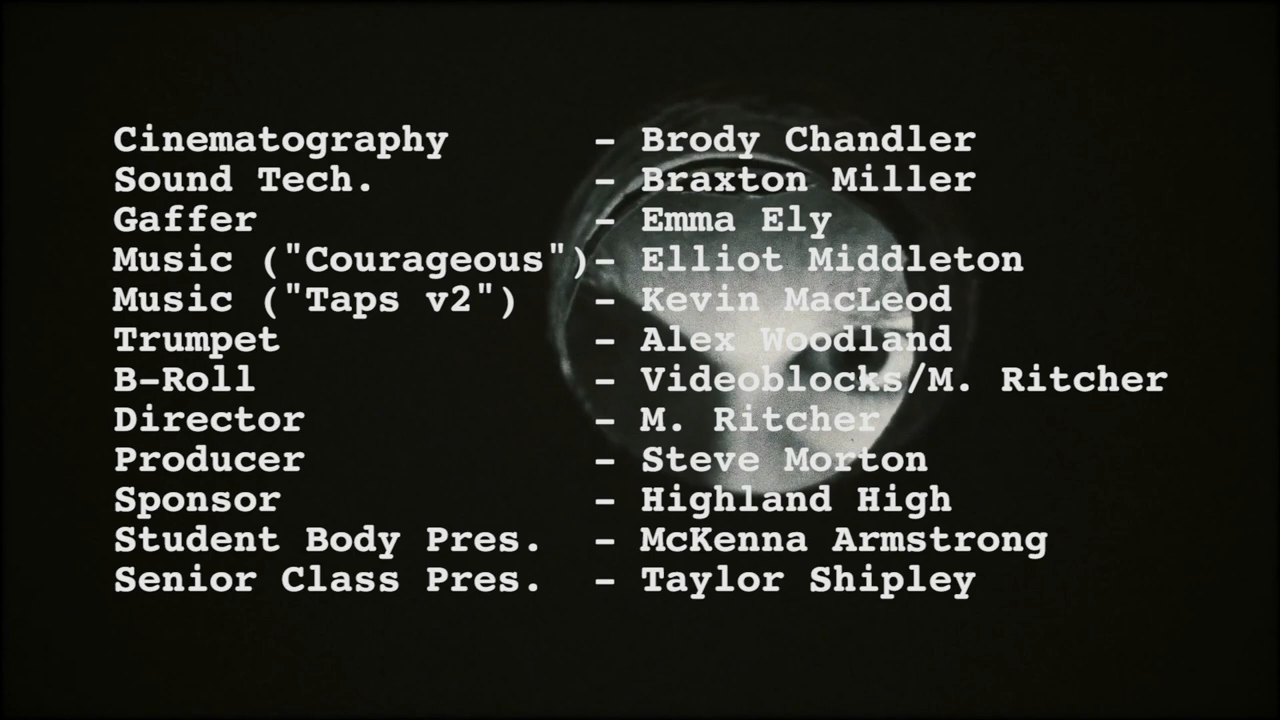 Cinematography - Brody Chandler
Sound Tech. - Braxton Miller
Gaffer - Emma Ely
Music ("Courageous")- Elliot Middleton
Music ("Taps v2") - Kevin MacLeod
Trumpet - Alex Woodland
B-Roll - Videoblocks/M. Ritcher
Director - M. Ritcher
Producer - Steve Morton
Sponsor - Highland High
Student Body Pres. - McKenna Armstrong
Senior Class Pres. - Taylor Shipley